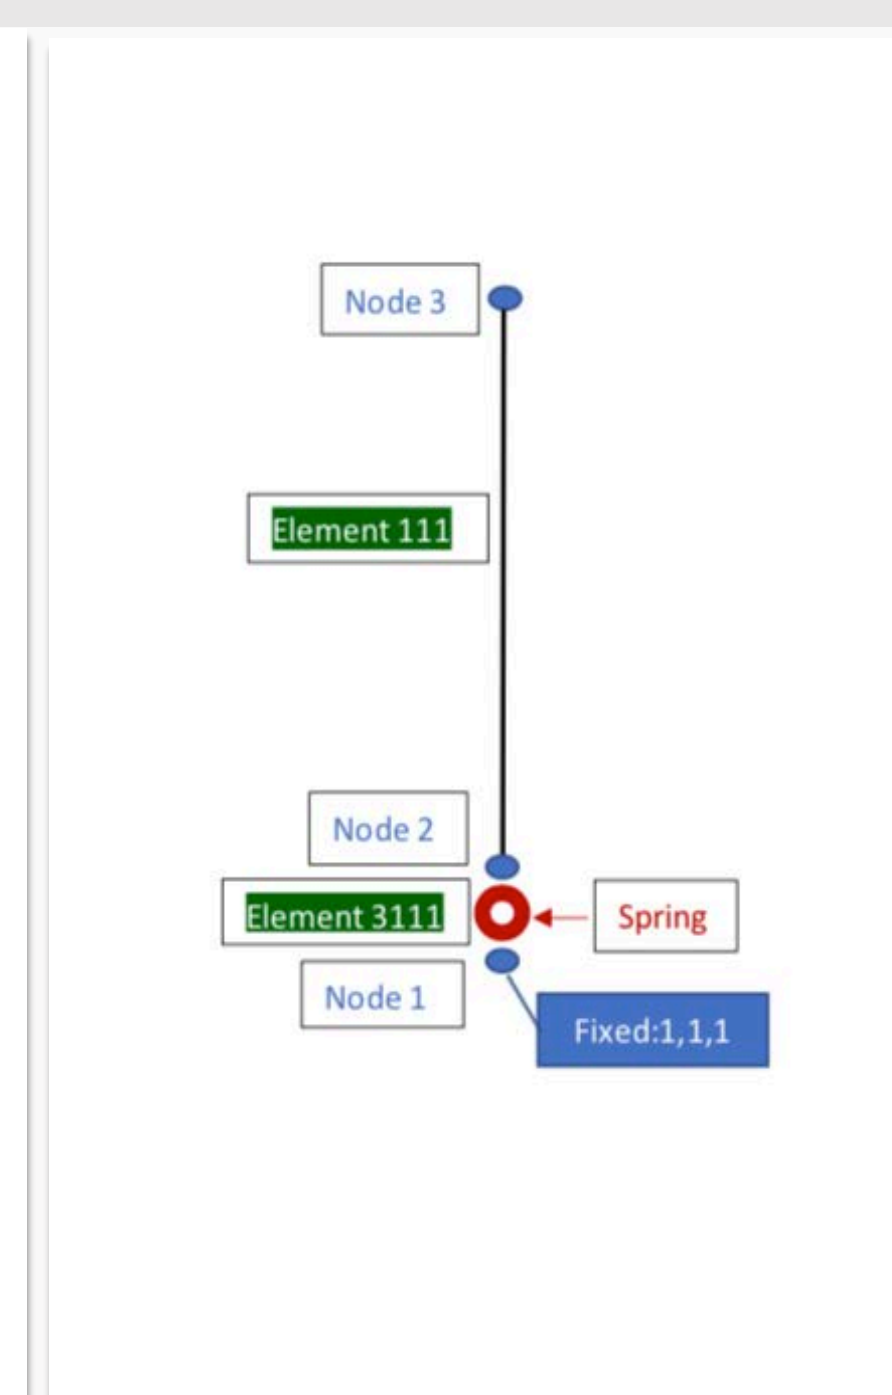 Node 3
Element 111
Node 2
Element 3111
Spring
Node 1
Fixed:1,1,1